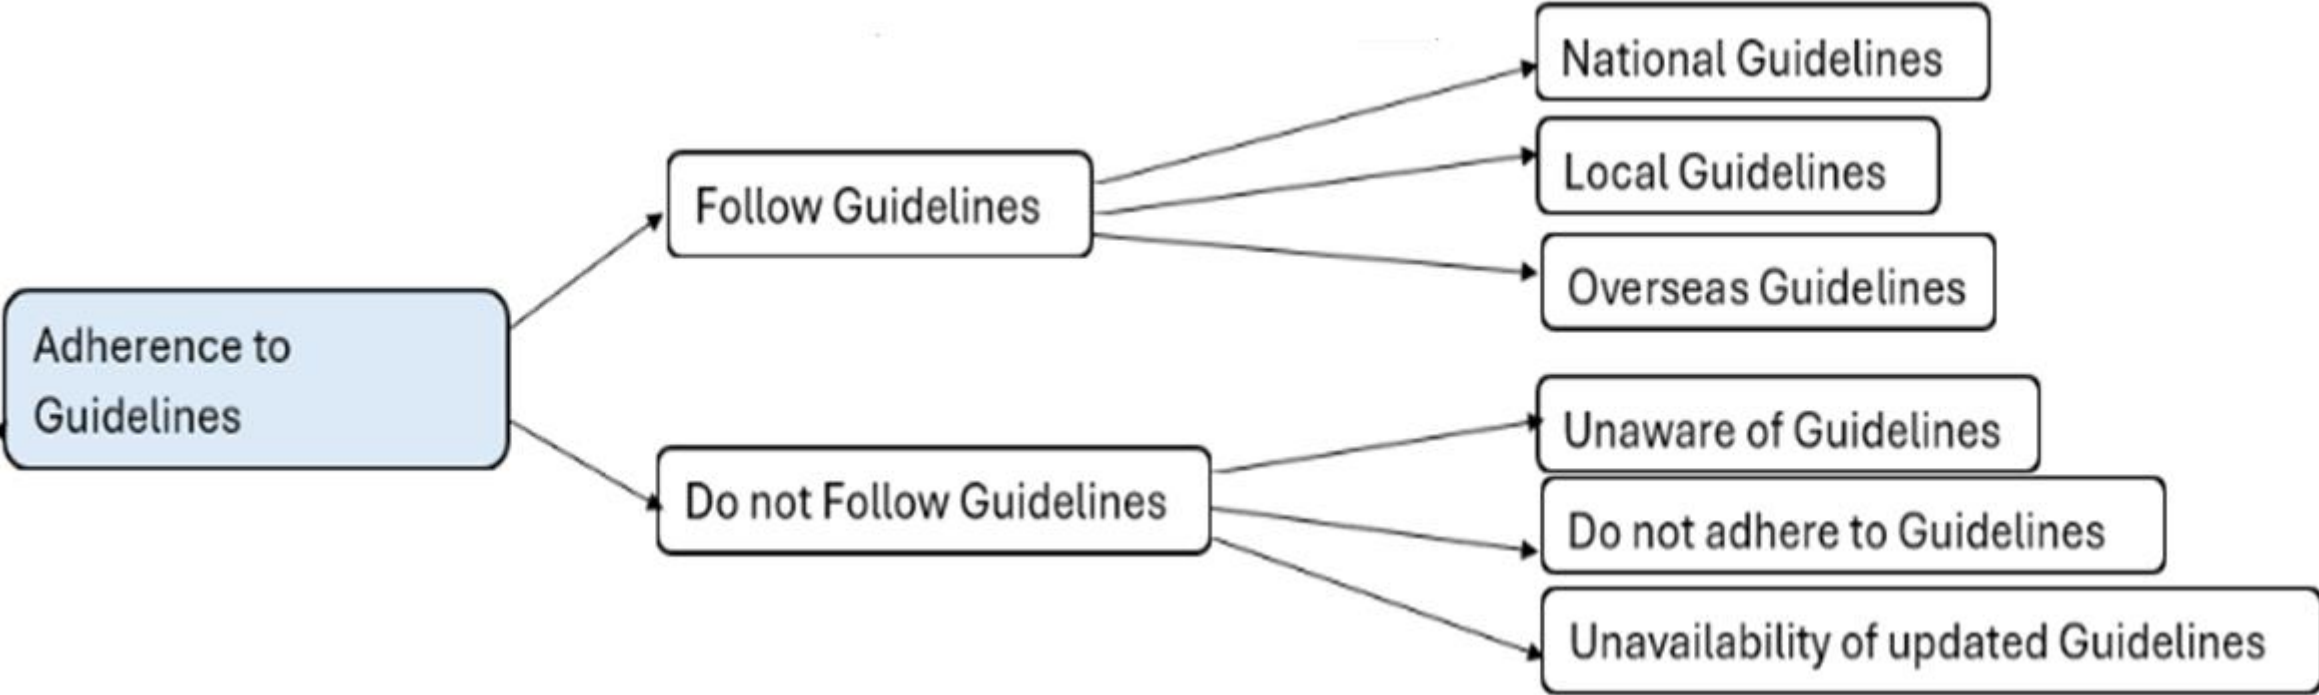 Adherence to
Guidelines
Follow Guidelines
National Guidelines
Local Guidelines
Overseas Guidelines
Do not Follow Guidelines
Unaware of Guidelines
Do not adhere to Guidelines
Unavailability of updated Guidelines